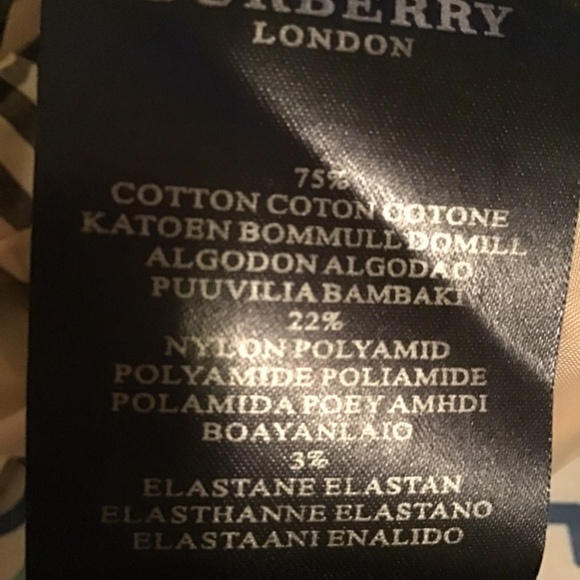 BURBERRY
LONDON
75%
COTTON COTON COTONE
KATOEN BOMMULL DOMILL
ALGODON ALGODAO
PUUVILIA BAMBAKI
22%
NYLON POLYAMID
POLYAMIDE POLIAMIDE
POLAMIDA POEY AMHDI
BOAYANLAIO
3%
ELASTANE ELASTAN
ELASTHANNE ELASTANO
ELASTAANI ENALIDO